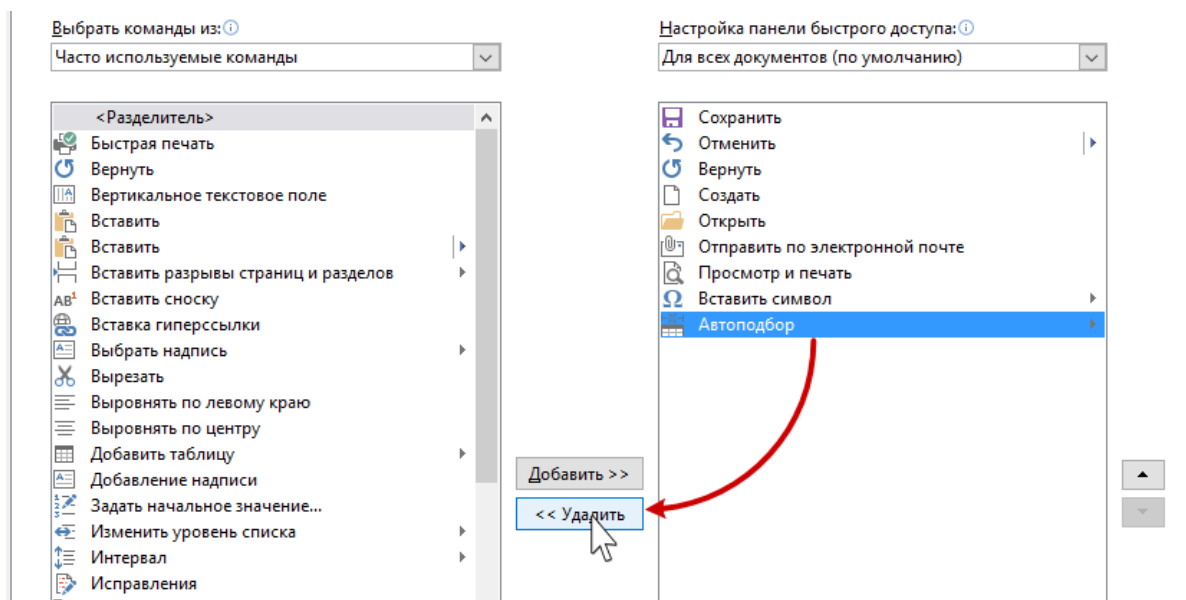 Выбрать команды из:
Часто используемые команды
<Разделитель>
Быстрая печать
Вернуть
Вертикальное текстовое поле
Вставить
Вставить
Вставить разрывы страниц и разделов
Вставить сноску
Вставка гиперссылки
Выбрать надпись
Вырезать
Выровнять по левому краю
Выровнять по центру
Добавить таблицу
Добавление надписи
Задать начальное значение...
Изменить уровень списка
Интервал
Исправления
Добавить >>
<< Удалить
Настройка панели быстрого доступа:
Для всех документов (по умолчанию)
Сохранить
Отменить
Вернуть
Создать
Открыть
Отправить по электронной почте
Просмотр и печать
Вставить символ
Автоподбор